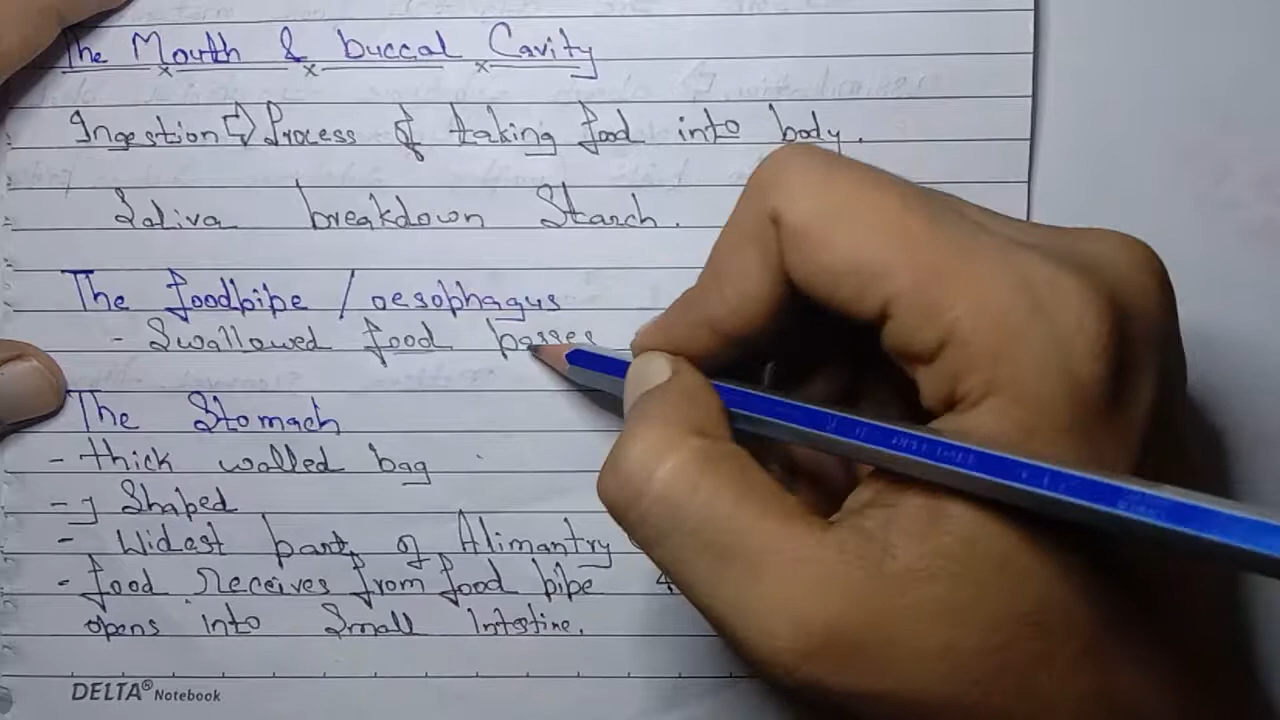 The Mouth & buccal Cavity
Ingestion ⇨ Process of taking food into body.
Saliva breakdown Starch.
The foodpipe / oesophagus
- Swallowed food passes
The Stomach
- thick walled bag
- J Shaped
- Widest part of Alimantry
- food Receives from food pipe
opens into Small Intestine.
DELTA® Notebook